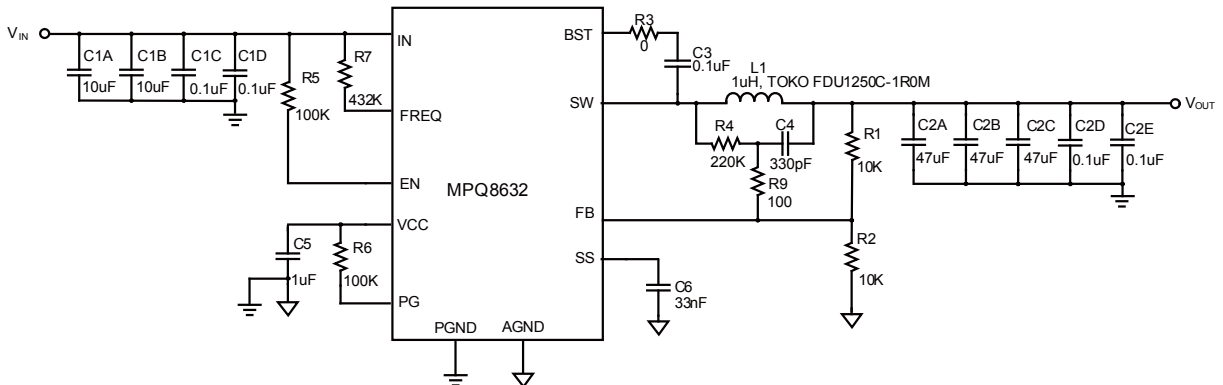 VIN
C1A
10uF
C1B
10uF
C1C
0.1uF
C1D
0.1uF
R5
100K
R7
432K
IN
FREQ
EN
VCC
PG
C5
1uF
R6
100K
MPQ8632
PGND
AGND
BST
SW
FB
SS
R3
0
C3
0.1uF
L1
1uH, TOKO FDU1250C-1R0M
R4
220K
C4
330pF
R9
100
R1
10K
R2
10K
C6
33nF
C2A
47uF
C2B
47uF
C2C
47uF
C2D
0.1uF
C2E
0.1uF
VOUT